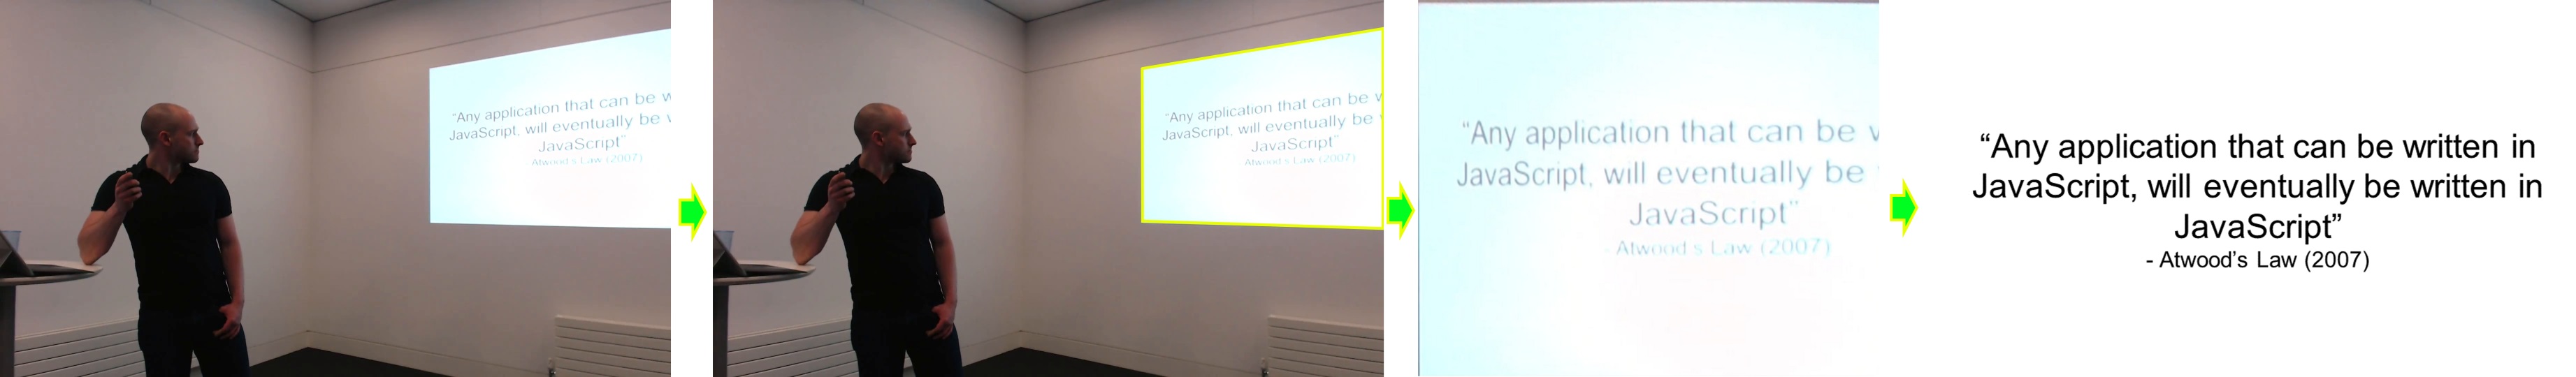 “Any application that can be w
JavaScript, will eventually be w
JavaScript”
- Atwood's Law (2007)
“Any application that can be v
JavaScript, will eventually be
JavaScript”
- Atwood's Law (2007)
“Any application that can be v
JavaScript, will eventually be
JavaScript”
- Atwood's Law (2007)
“Any application that can be written in
JavaScript, will eventually be written in
JavaScript”
- Atwood’s Law (2007)